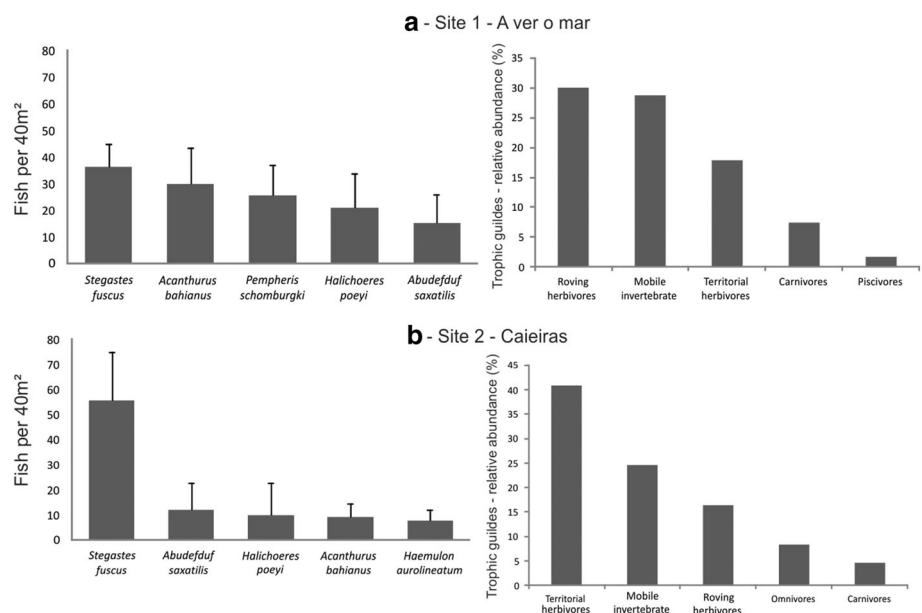 a - Site 1 - A ver o mar
Fish per 40m²
80
70
60
50
40
30
20
10
0
Stegastes fuscus
Acanthurus bahianus
Pempheris schomburgki
Halichoeres poeyi
Abudefduf saxatilis
Trophic guildes - relative abundance (%)
35
30
25
20
15
10
5
0
Roving herbivores
Mobile invertebrate
Territorial herbivores
Carnivores
Piscivores
b - Site 2 - Caieiras
Fish per 40m²
80
70
60
50
40
30
20
10
0
Stegastes fuscus
Abudefduf saxatilis
Halichoeres poeyi
Acanthurus bahianus
Haemulon aurolineatum
Trophic guildes - relative abundance (%)
45
40
35
30
25
20
15
10
5
0
Territorial herbivores
Mobile invertebrate
Roving herbivores
Omnivores
Carnivores